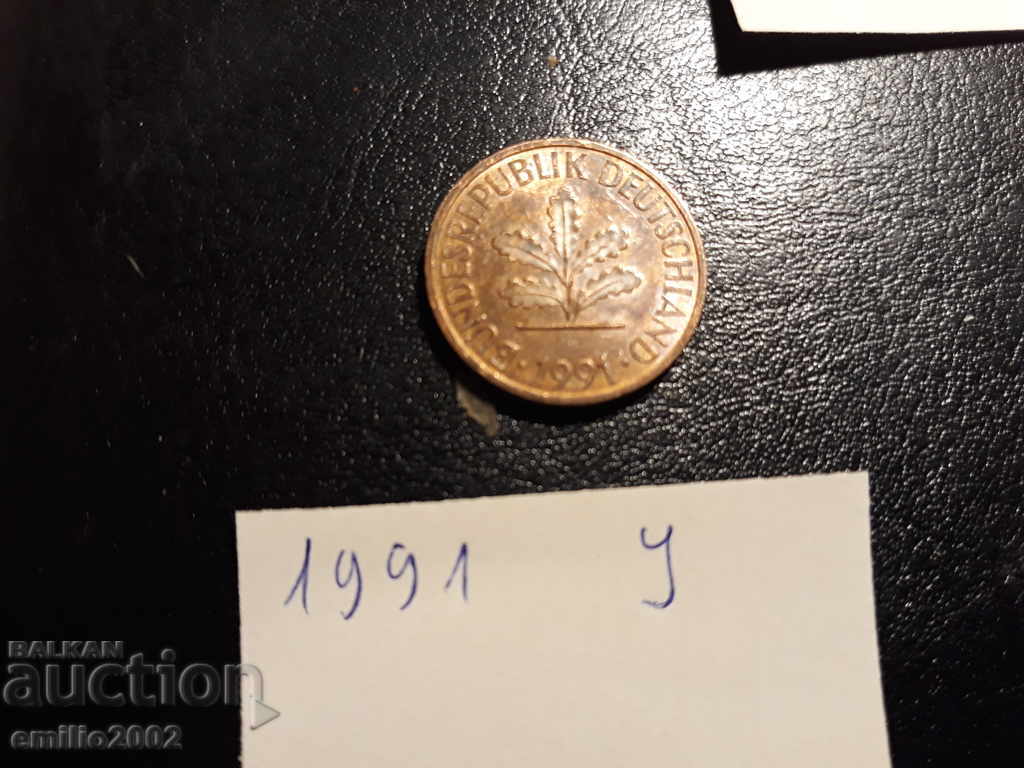 BUNDESREPUBLIK DEUTSCHLAND
· 1991 ·
1991 J
BALKAN
auction
emilio2002